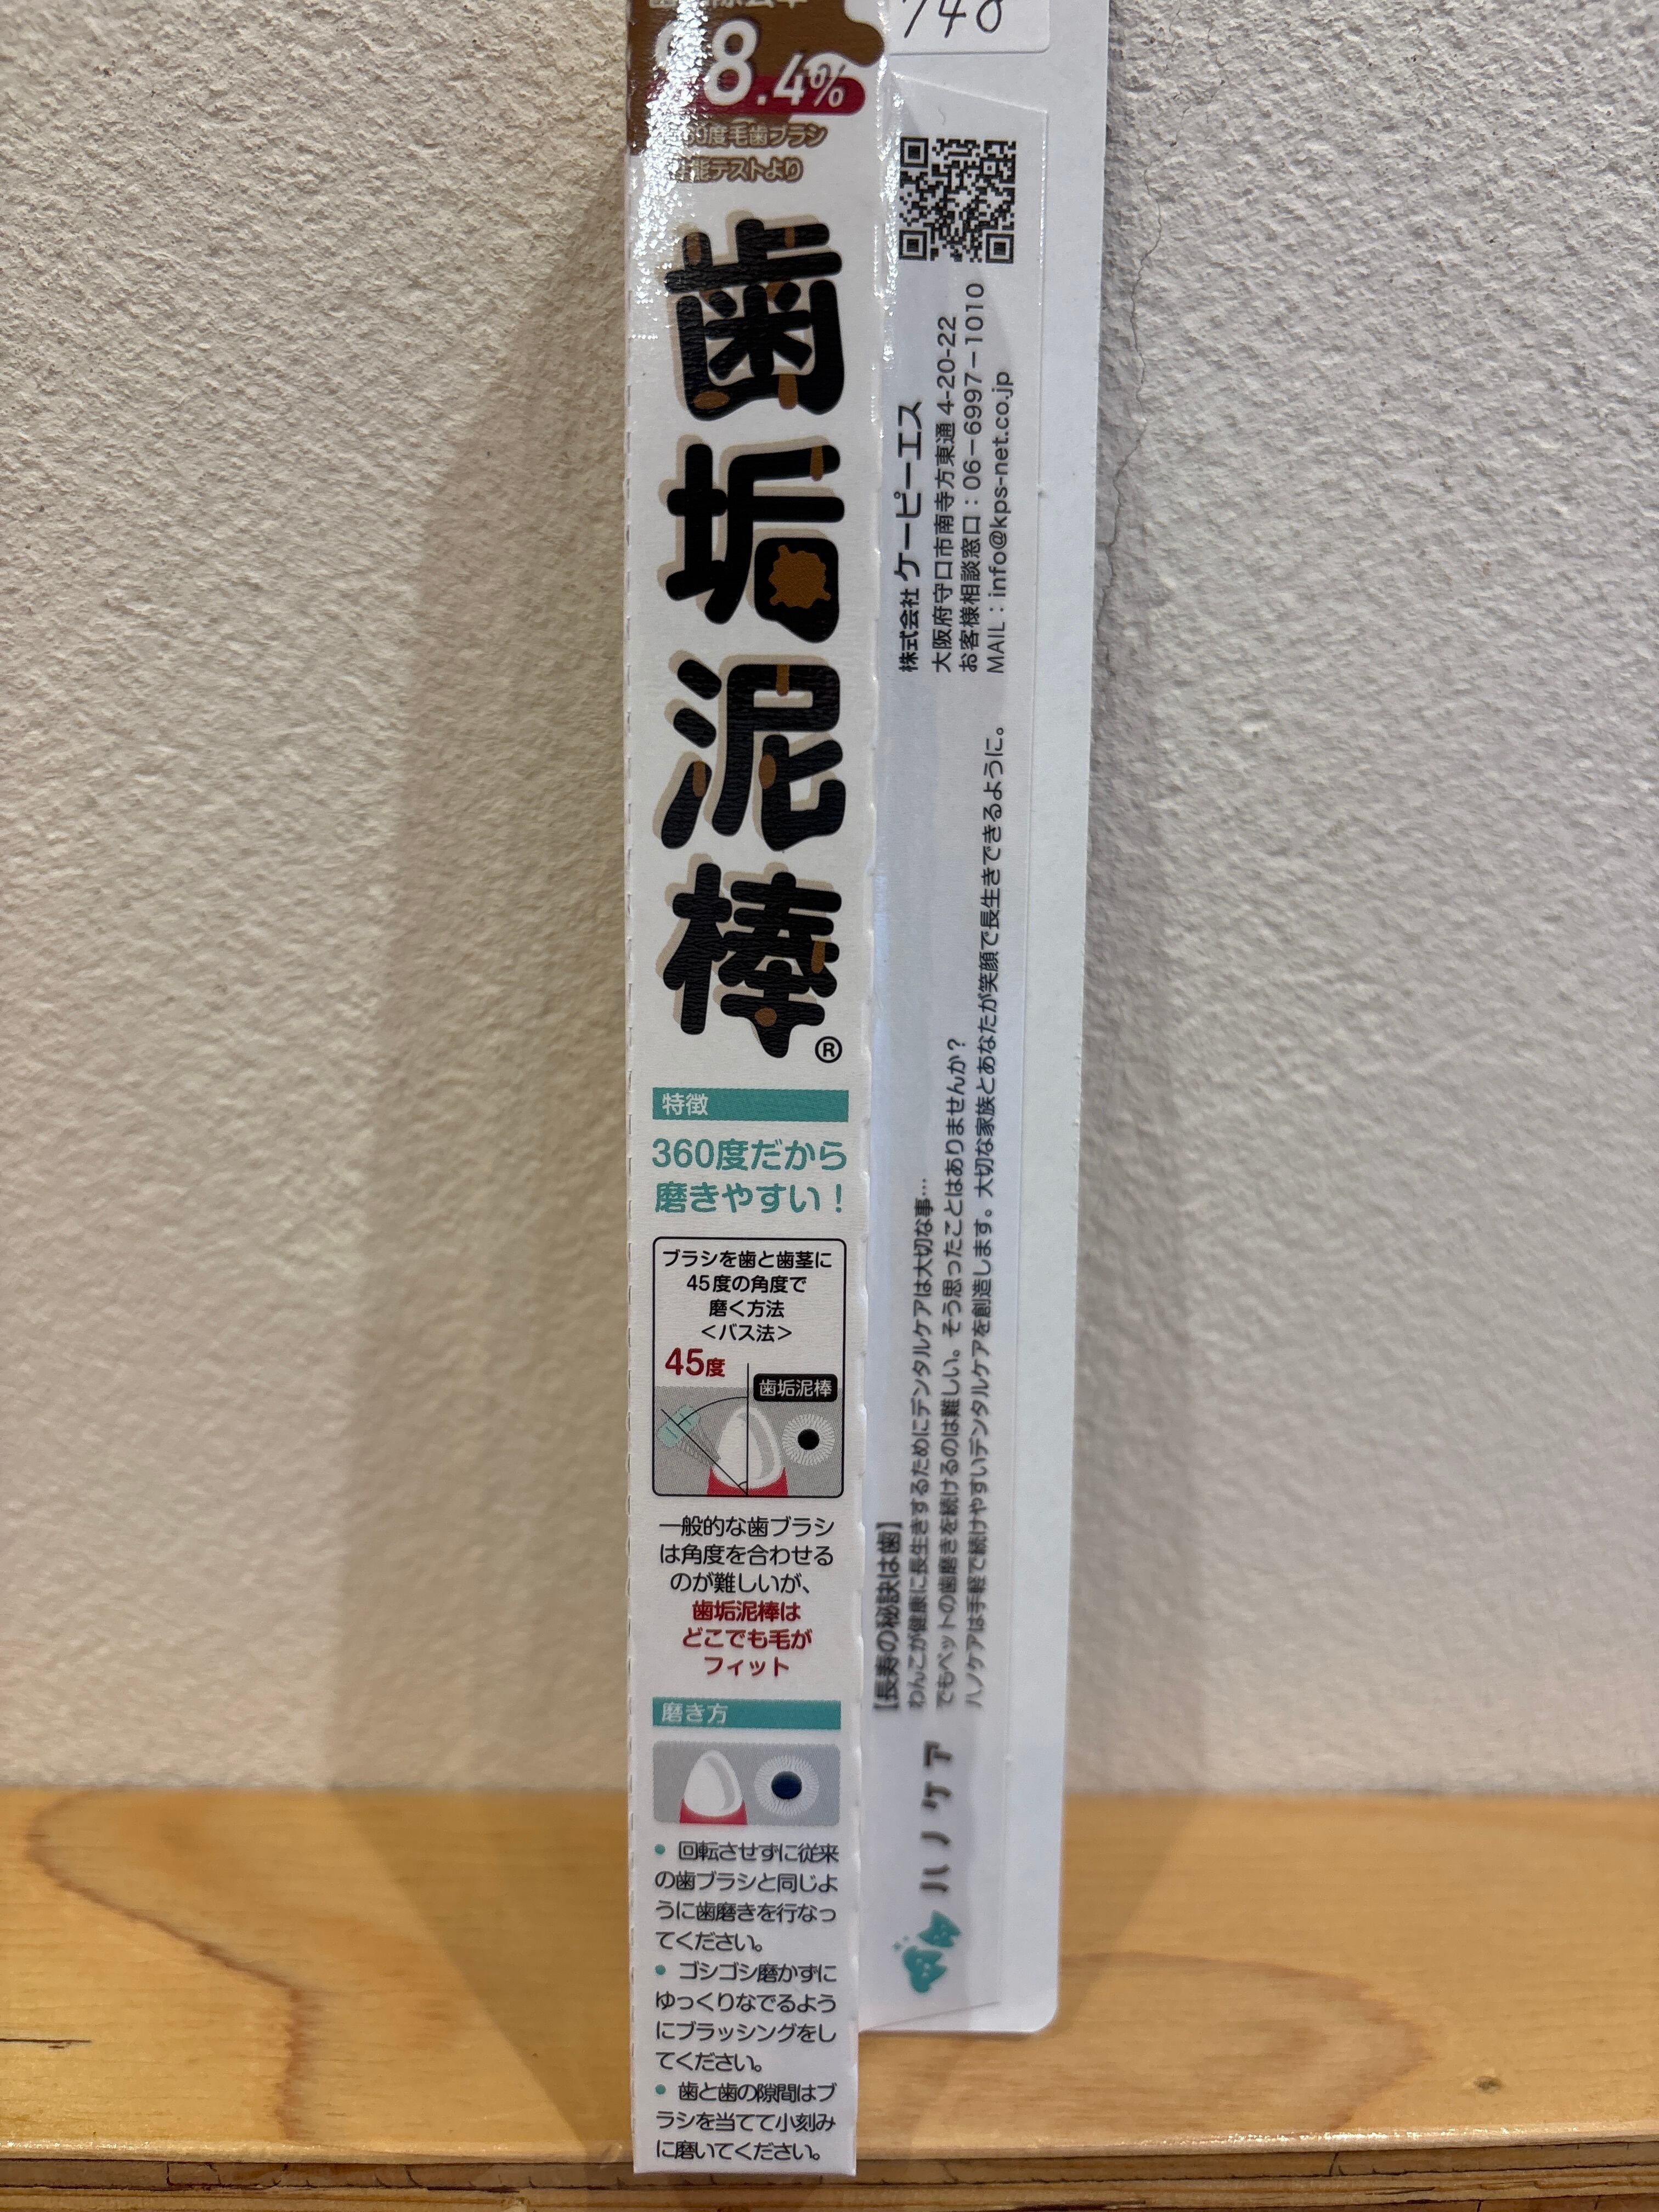 748
8.4%
度毛歯ブラシ
能テストより
歯垢泥棒®
特徴
360度だから
磨きやすい！
ブラシを歯と歯茎に
45度の角度で
磨く方法
＜バス法＞
45度
歯垢泥棒
一般的な歯ブラシ
は角度を合わせる
のが難しいが、
歯垢泥棒は
どこでも毛が
フィット
磨き方
• 回転させずに従来
の歯ブラシと同じよ
うに歯磨きを行なっ
てください。
• ゴシゴシ磨かずに
ゆっくりなでるよう
にブラッシングをし
てください。
• 歯と歯の隙間はブ
ラシを当てて小刻み
に磨いてください。
ハノケア
【長寿の秘訣は歯】
わんこが健康に長生きするためにデンタルケアは大切な事…
でもペットの歯磨きを続けるのは難しい。そう思ったことはありませんか？
ハノケアは手軽で続けやすいデンタルケアを創造します。大切な家族とあなたが笑顔で長生きできるように。
株式会社 ケーピーエス
大阪府守口市南寺方東通 4-20-22
お客様相談窓口：06－6997－1010
MAIL：info@kps-net.co.jp